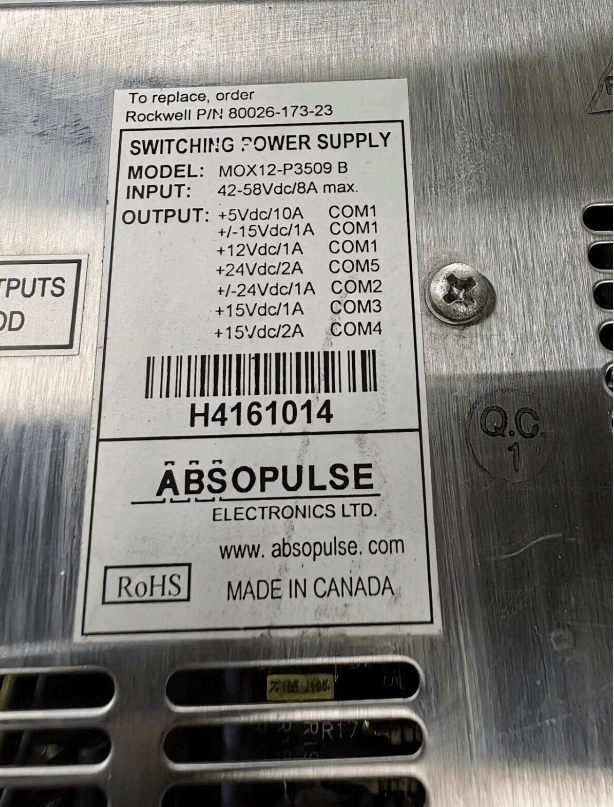 To replace, order
Rockwell P/N 80026-173-23
SWITCHING POWER SUPPLY
MODEL: MOX12-P3509 B
INPUT: 42-58Vdc/8A max.
OUTPUT: +5Vdc/10A COM1
+/-15Vdc/1A COM1
+12Vdc/1A COM1
+24Vdc/2A COM5
+/-24Vdc/1A COM2
+15Vdc/1A COM3
+15Vdc/2A COM4
TPUTS
OD
H4161014
Q.C.
1
ABSOPULSE
ELECTRONICS LTD.
www.absopulse.com
RoHS MADE IN CANADA
R17